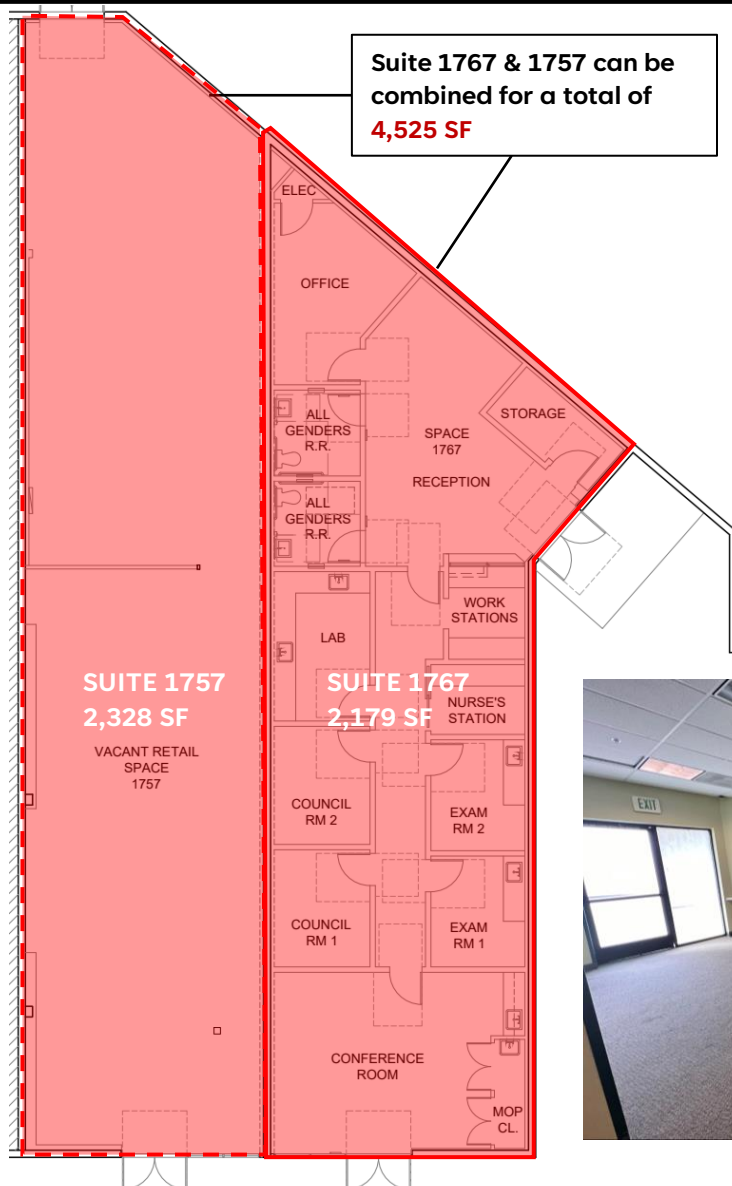 Suite 1767 & 1757 can be
combined for a total of
4,525 SF
ELEC
OFFICE
ALL
GENDERS
R.R.
STORAGE
SPACE
1767
RECEPTION
ALL
GENDERS
R.R.
WORK
STATIONS
LAB
SUITE 1757
2,328 SF
SUITE 1767
2,179 SF
NURSE'S
STATION
VACANT RETAIL
SPACE
1757
COUNCIL
RM 2
EXAM
RM 2
EXIT
COUNCIL
RM 1
EXAM
RM 1
CONFERENCE
ROOM
MOP
CL.